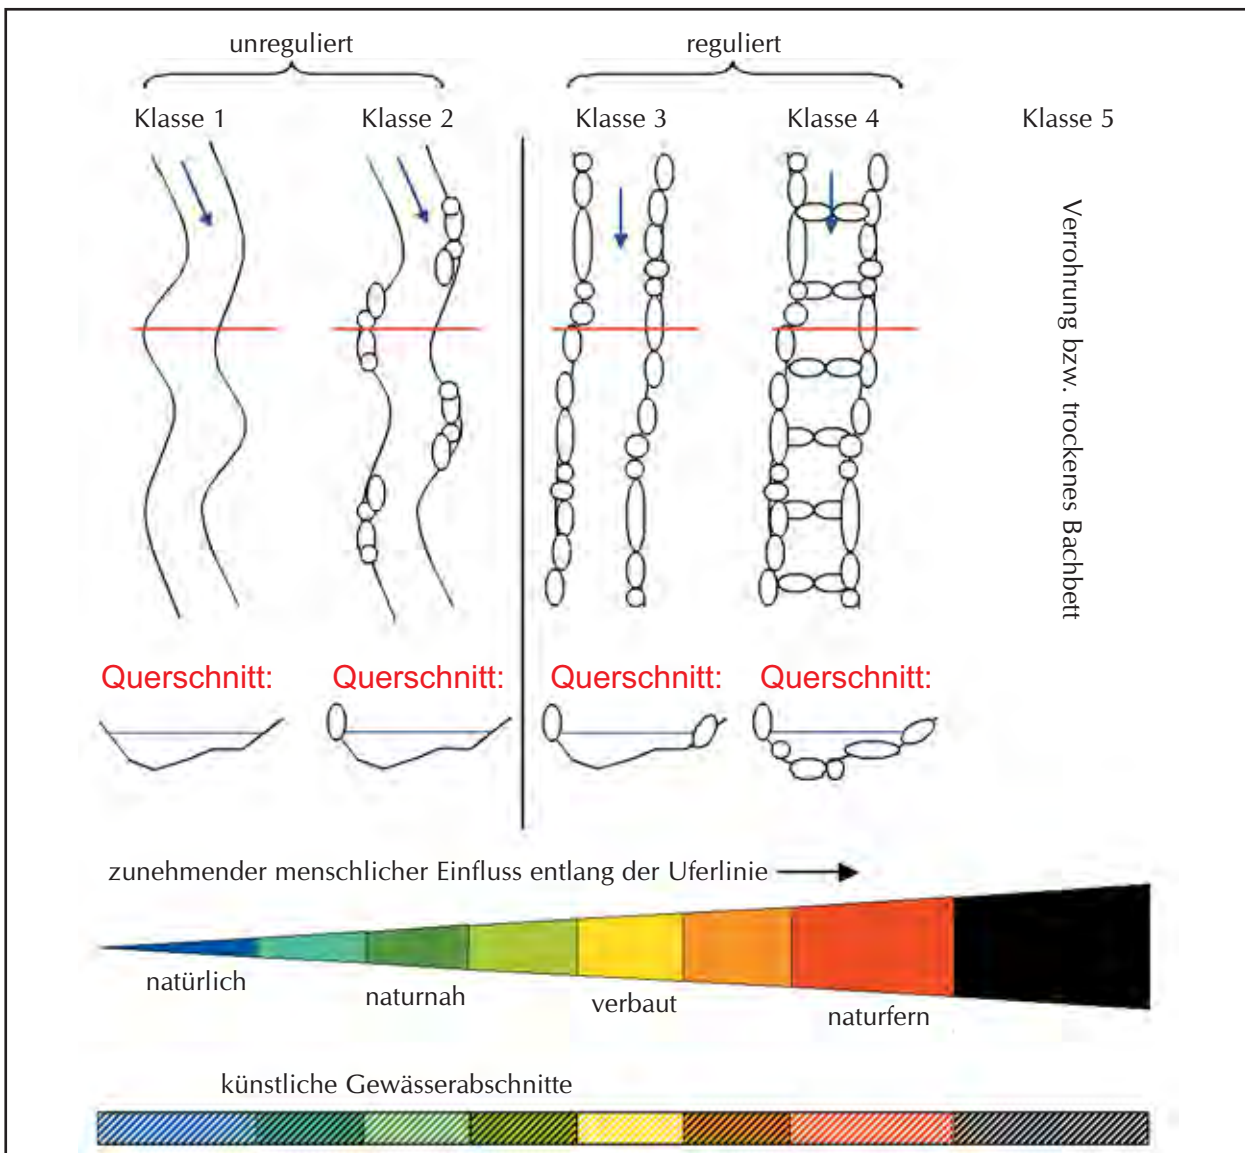 unreguliert
reguliert
Klasse 1
Klasse 2
Klasse 3
Klasse 4
Klasse 5
Verrohrung bzw. trockenes Bachbett
Querschnitt:
Querschnitt:
Querschnitt:
Querschnitt:
zunehmender menschlicher Einfluss entlang der Uferlinie
natürlich
naturnah
verbaut
naturfern
künstliche Gewässerabschnitte